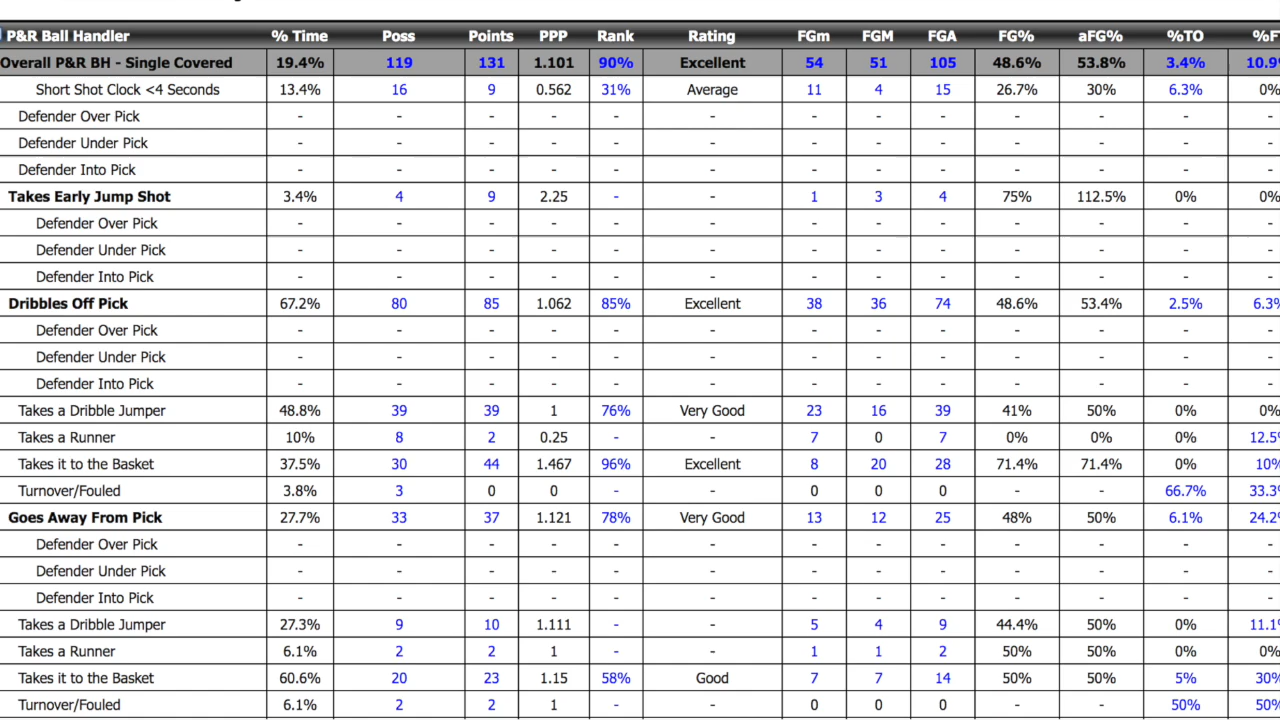 P&R Ball Handler % Time Poss Points PPP Rank Rating FGm FGM FGA FG% aFG% %TO
Overall P&R BH - Single Covered 19.4% 119 131 1.101 90% Excellent 54 51 105 48.6% 53.8% 3.4% 10.9%
Short Shot Clock <4 Seconds 13.4% 16 9 0.562 31% Average 11 4 15 26.7% 30% 6.3% 0%
Defender Over Pick - - - - - - - - - - - - -
Defender Under Pick - - - - - - - - - - - - -
Defender Into Pick - - - - - - - - - - - - -
Takes Early Jump Shot 3.4% 4 9 2.25 - - 1 3 4 75% 112.5% 0% 0%
Defender Over Pick - - - - - - - - - - - - -
Defender Under Pick - - - - - - - - - - - - -
Defender Into Pick - - - - - - - - - - - - -
Dribbles Off Pick 67.2% 80 85 1.062 85% Excellent 38 36 74 48.6% 53.4% 2.5% 6.3%
Defender Over Pick - - - - - - - - - - - - -
Defender Under Pick - - - - - - - - - - - - -
Defender Into Pick - - - - - - - - - - - - -
Takes a Dribble Jumper 48.8% 39 39 1 76% Very Good 23 16 39 41% 50% 0% 0%
Takes a Runner 10% 8 2 0.25 - - 7 0 7 0% 0% 0% 12.5%
Takes it to the Basket 37.5% 30 44 1.467 96% Excellent 8 20 28 71.4% 71.4% 0% 10%
Turnover/Fouled 3.8% 3 0 0 - - 0 0 0 - - 66.7% 33.3%
Goes Away From Pick 27.7% 33 37 1.121 78% Very Good 13 12 25 48% 50% 6.1% 24.2%
Defender Over Pick - - - - - - - - - - - - -
Defender Under Pick - - - - - - - - - - - - -
Defender Into Pick - - - - - - - - - - - - -
Takes a Dribble Jumper 27.3% 9 10 1.111 - - 5 4 9 44.4% 50% 0% 11.1%
Takes a Runner 6.1% 2 2 1 - - 1 1 2 50% 50% 0% 0%
Takes it to the Basket 60.6% 20 23 1.15 58% Good 7 7 14 50% 50% 5% 30%
Turnover/Fouled 6.1% 2 2 1 - - 0 0 0 - - 50% 50%